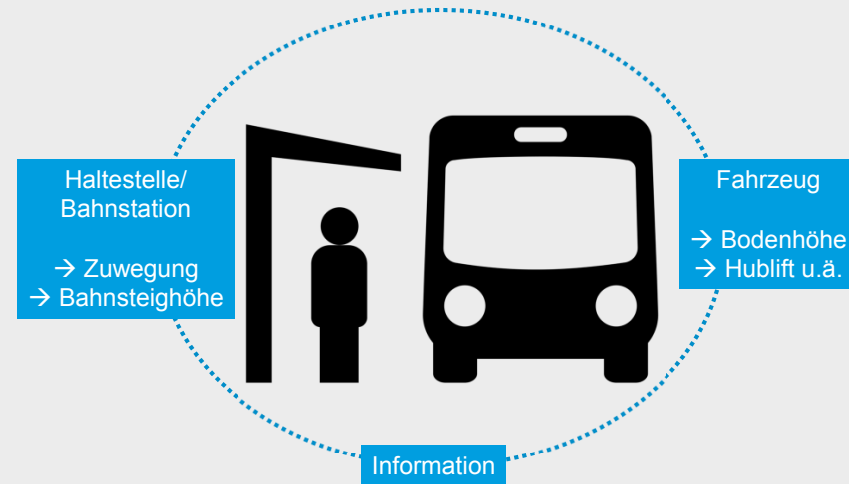 Haltestelle/
Bahnstation
→ Zuwegung
→ Bahnsteighöhe
Fahrzeug
→ Bodenhöhe
→ Hublift u.ä.
Information